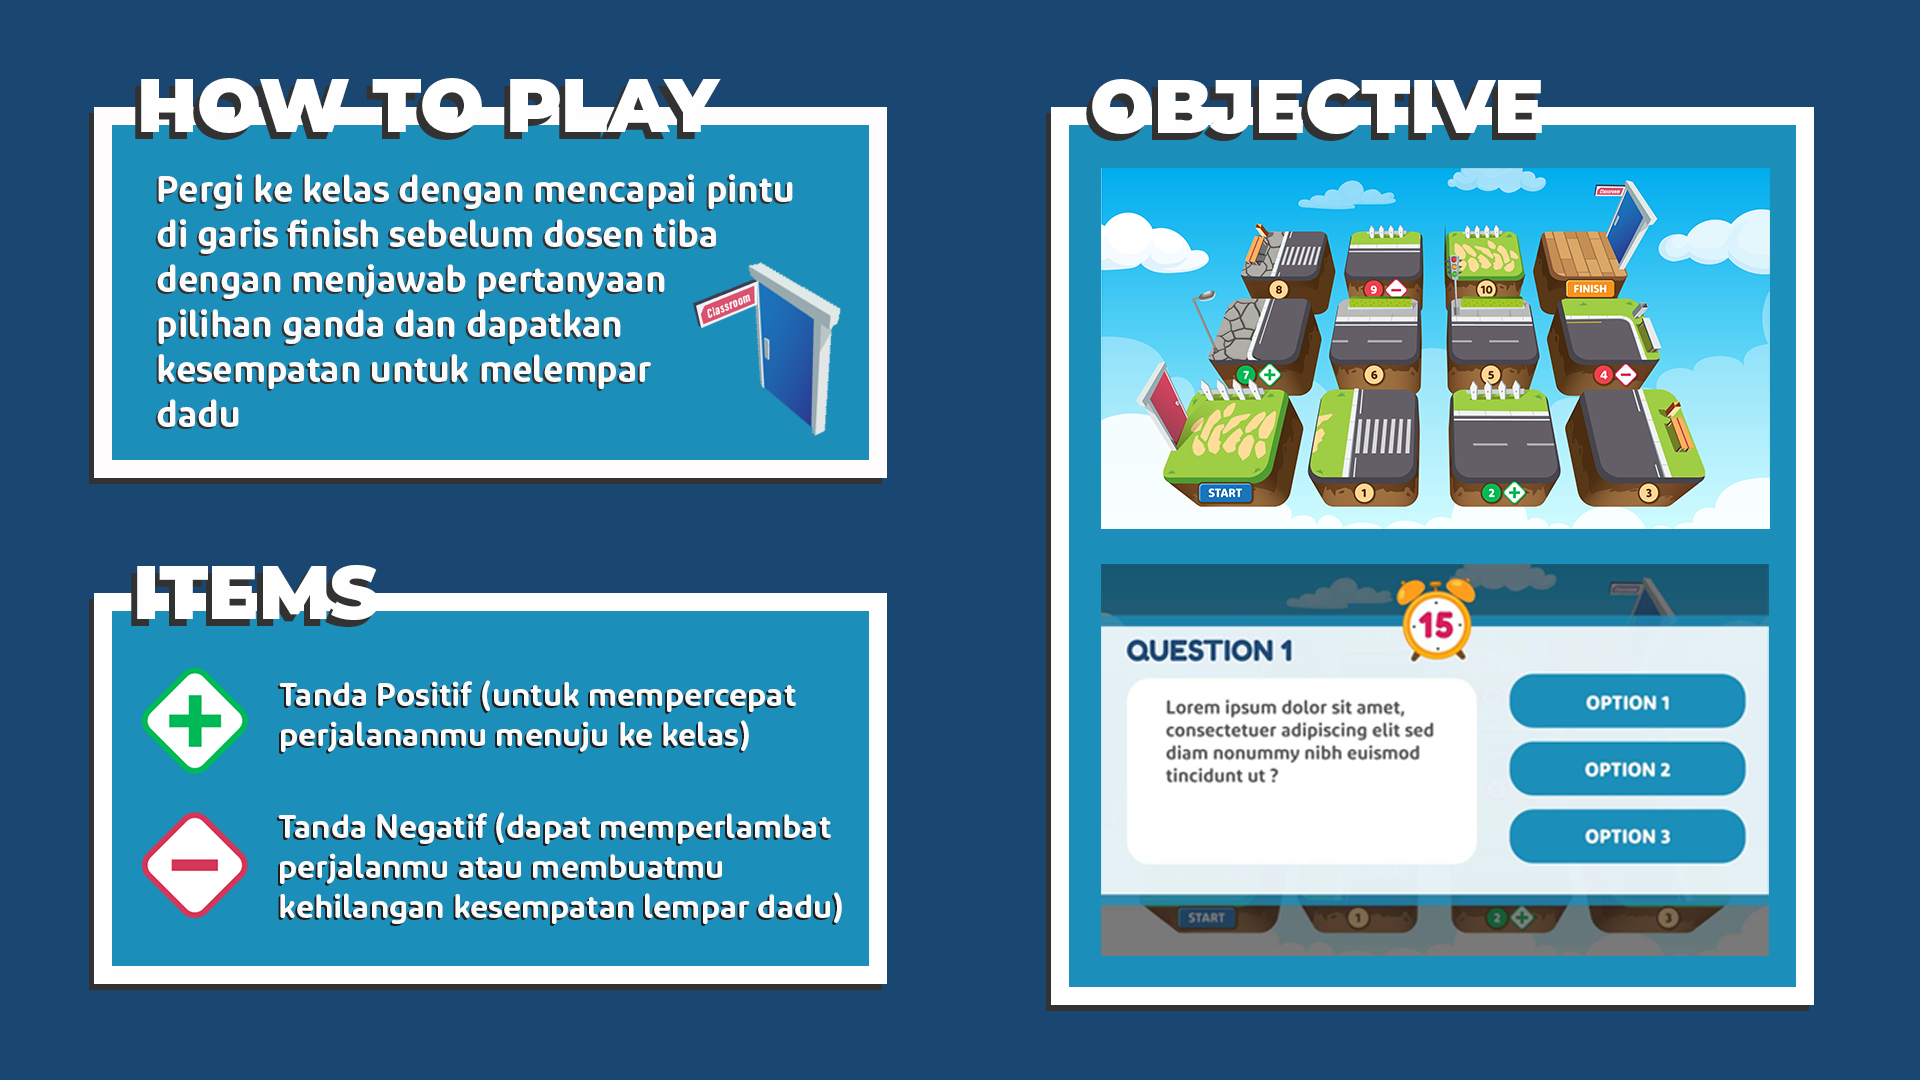 HOW TO PLAY
Pergi ke kelas dengan mencapai pintu
di garis finish sebelum dosen tiba
dengan menjawab pertanyaan
pilihan ganda dan dapatkan
kesempatan untuk melempar
dadu
Classroom
ITEMS
Tanda Positif (untuk mempercepat
perjalananmu menuju ke kelas)
Tanda Negatif (dapat memperlambat
perjalanmu atau membuatmu
kehilangan kesempatan lempar dadu)
OBJECTIVE
Classroom
8
9
10
FINISH
7
6
5
4
START
1
2
3
15
QUESTION 1
Lorem ipsum dolor sit amet,
consectetuer adipiscing elit sed
diam nonummy nibh euismod
tincidunt ut ?
OPTION 1
OPTION 2
OPTION 3
START
1
2
3